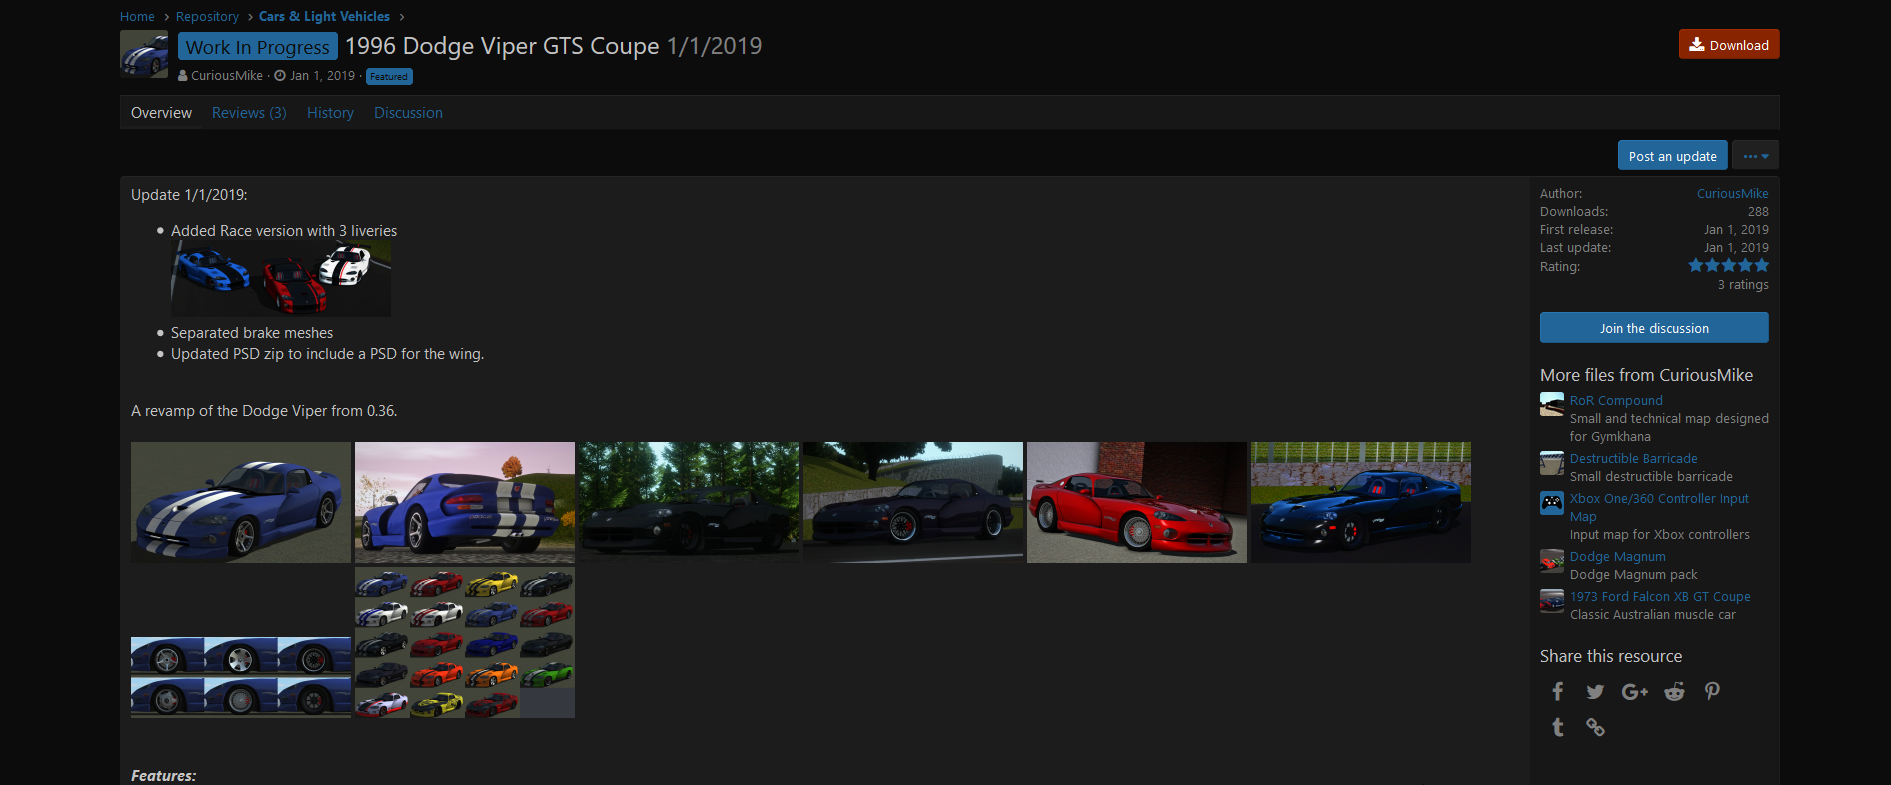 Home > Repository > Cars & Light Vehicles >
Work In Progress 1996 Dodge Viper GTS Coupe 1/1/2019
Download
CuriousMike · Jan 1, 2019 · Featured
Overview Reviews (3) History Discussion
Post an update
Update 1/1/2019:
Added Race version with 3 liveries
Separated brake meshes
Updated PSD zip to include a PSD for the wing.
A revamp of the Dodge Viper from 0.36.
Features:
Author: CuriousMike
Downloads: 288
First release: Jan 1, 2019
Last update: Jan 1, 2019
Rating:
3 ratings
Join the discussion
More files from CuriousMike
RoR Compound
Small and technical map designed
for Gymkhana
Destructible Barricade
Small destructible barricade
Xbox One/360 Controller Input
Map
Input map for Xbox controllers
Dodge Magnum
Dodge Magnum pack
1973 Ford Falcon XB GT Coupe
Classic Australian muscle car
Share this resource